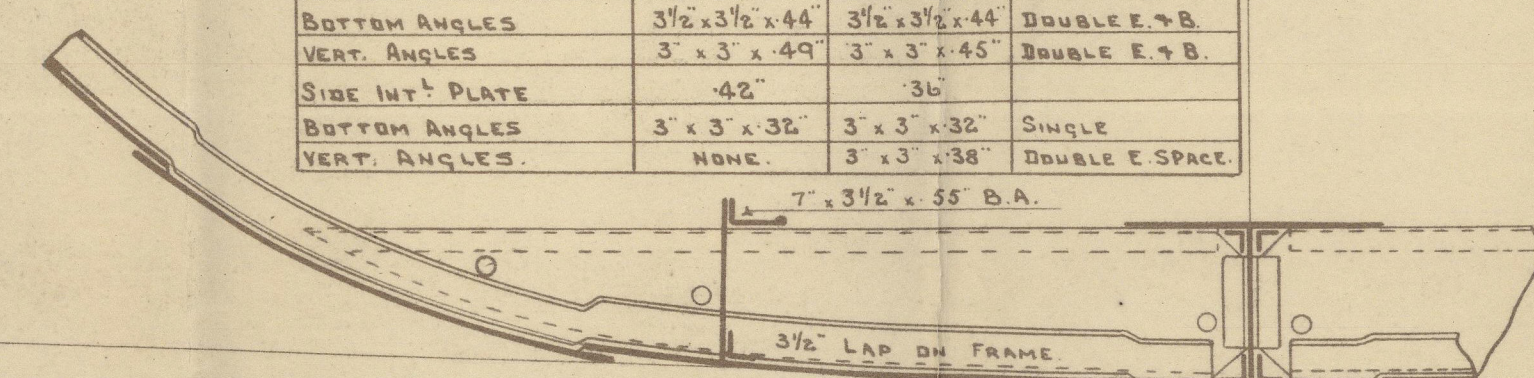 BOTTOM ANGLES 3½" x 3½" x ·44" 3½" x 3½" x ·44" DOUBLE E. & B.
VERT. ANGLES 3" x 3" x ·49" 3" x 3" x ·45" DOUBLE E. & B.
SIDE INTL. PLATE ·42" ·36"
BOTTOM ANGLES 3" x 3" x ·32" 3" x 3" x ·32" SINGLE
VERT. ANGLES. NONE. 3" x 3" x ·38" DOUBLE E. SPACE.
7" x 3½" x ·55" B.A.
3½" LAP ON FRAME.